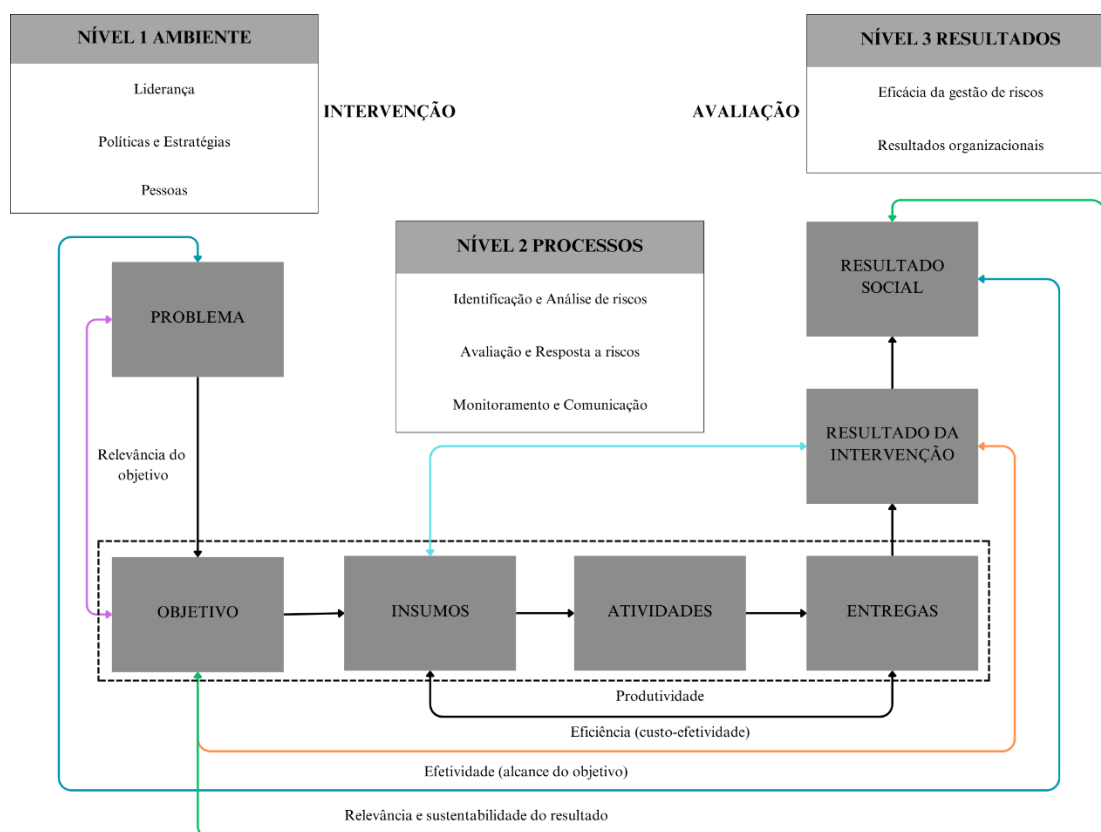 NÍVEL 1 AMBIENTE
Liderança
Políticas e Estratégias
Pessoas
INTERVENÇÃO
AVALIAÇÃO
NÍVEL 3 RESULTADOS
Eficácia da gestão de riscos
Resultados organizacionais
NÍVEL 2 PROCESSOS
Identificação e Análise de riscos
Avaliação e Resposta a riscos
Monitoramento e Comunicação
PROBLEMA
RESULTADO
SOCIAL
Relevância do
objetivo
RESULTADO DA
INTERVENÇÃO
OBJETIVO
INSUMOS
ATIVIDADES
ENTREGAS
Produtividade
Eficiência (custo-efetividade)
Efetividade (alcance do objetivo)
Relevância e sustentabilidade do resultado